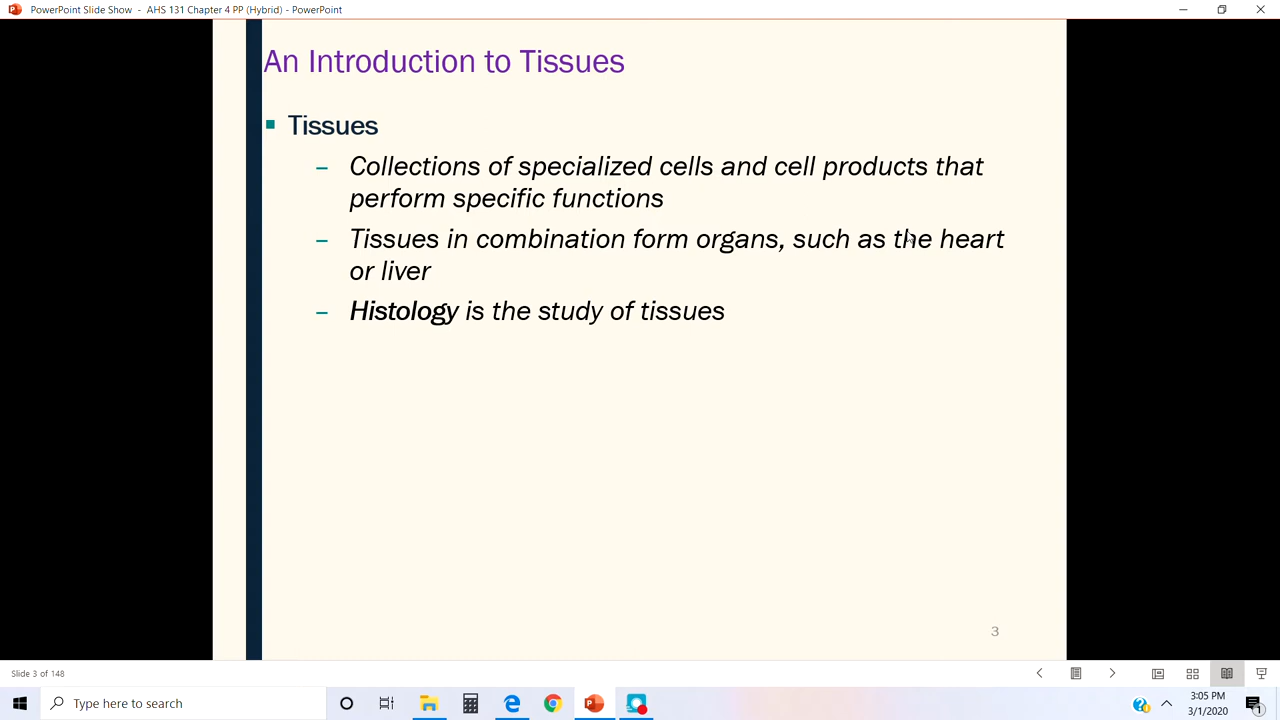 PowerPoint Slide Show - AHS 131 Chapter 4 PP (Hybrid) - PowerPoint
An Introduction to Tissues
Tissues
– Collections of specialized cells and cell products that
perform specific functions
– Tissues in combination form organs, such as the heart
or liver
– Histology is the study of tissues
3
Slide 3 of 148
Type here to search
3:05 PM
3/1/2020
1